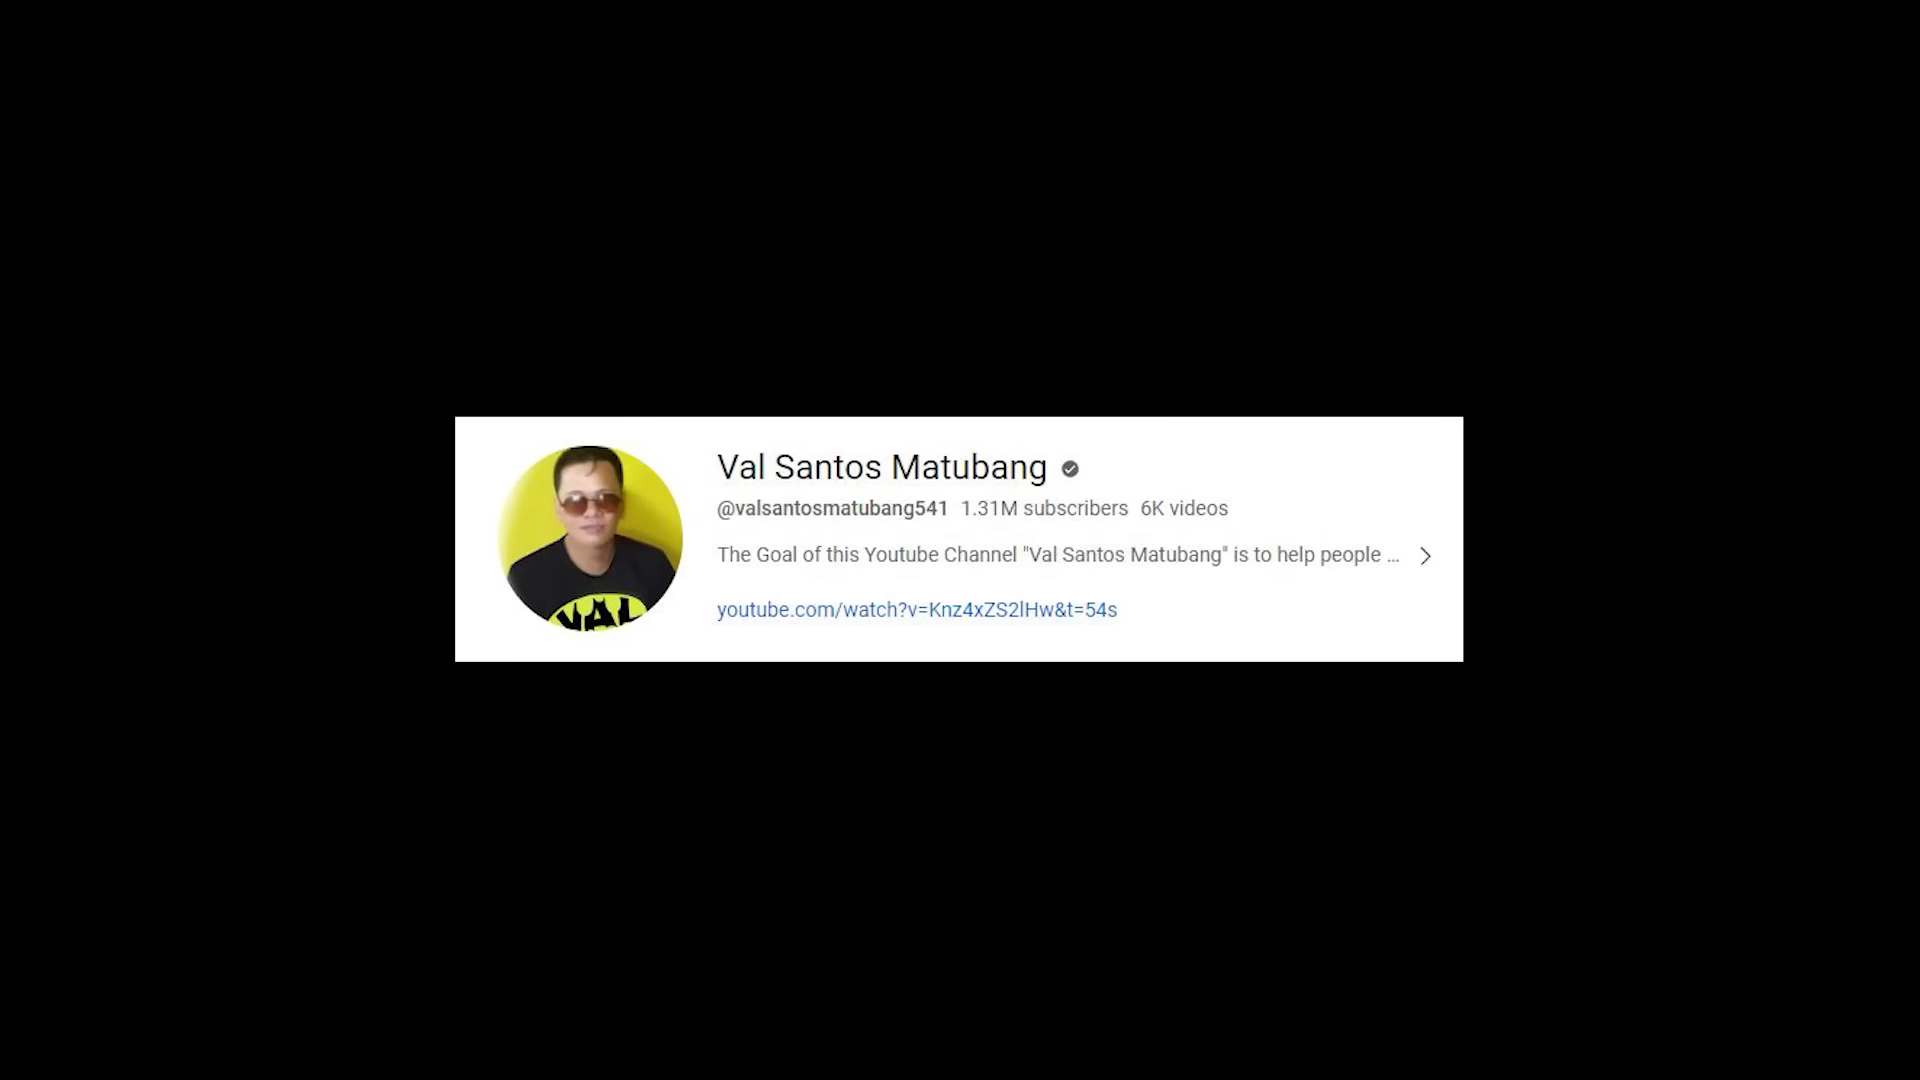 Val Santos Matubang
@valsantosmatubang541 1.31M subscribers 6K videos
The Goal of this Youtube Channel "Val Santos Matubang" is to help people ...
youtube.com/watch?v=Knz4xZS2lHw&t=54s
VAL